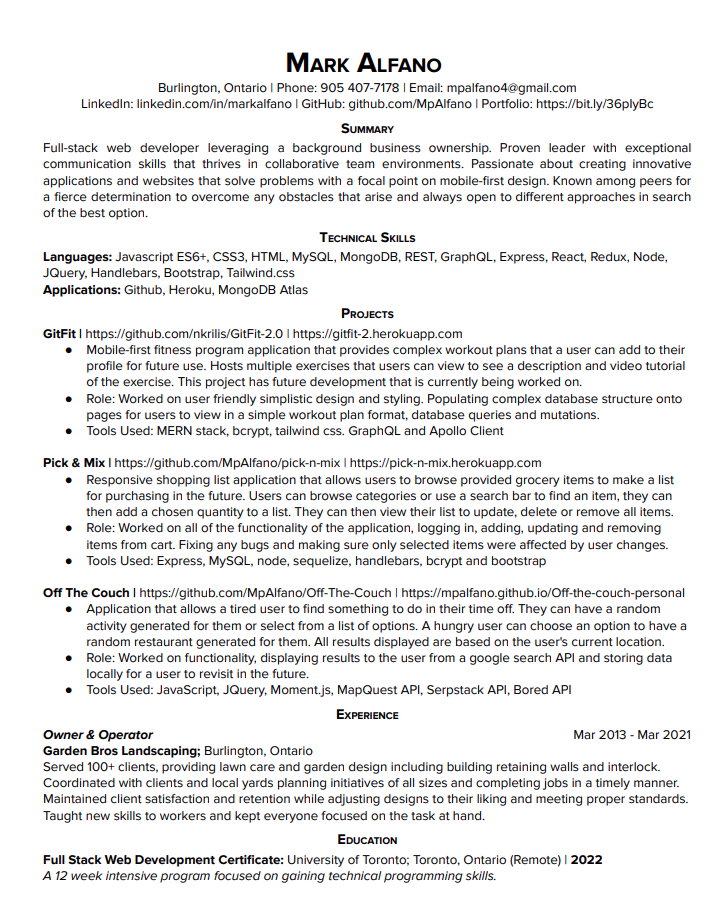 Mark Alfano
Burlington, Ontario | Phone: 905 407-7178 | Email: mpalfano4@gmail.com
LinkedIn: linkedin.com/in/markalfano | GitHub: github.com/MpAlfano | Portfolio: https://bit.ly/36pIyBc
Summary
Full-stack web developer leveraging a background business ownership. Proven leader with exceptional
communication skills that thrives in collaborative team environments. Passionate about creating innovative
applications and websites that solve problems with a focal point on mobile-first design. Known among peers for
a fierce determination to overcome any obstacles that arise and always open to different approaches in search
of the best option.
Technical Skills
Languages: Javascript ES6+, CSS3, HTML, MySQL, MongoDB, REST, GraphQL, Express, React, Redux, Node,
JQuery, Handlebars, Bootstrap, Tailwind.css
Applications: Github, Heroku, MongoDB Atlas
Projects
GitFit | https://github.com/nkrilis/GitFit-2.0 | https://gitfit-2.herokuapp.com
● Mobile-first fitness program application that provides complex workout plans that a user can add to their
profile for future use. Hosts multiple exercises that users can view to see a description and video tutorial
of the exercise. This project has future development that is currently being worked on.
● Role: Worked on user friendly simplistic design and styling. Populating complex database structure onto
pages for users to view in a simple workout plan format, database queries and mutations.
● Tools Used: MERN stack, bcrypt, tailwind css. GraphQL and Apollo Client
Pick & Mix | https://github.com/MpAlfano/pick-n-mix | https://pick-n-mix.herokuapp.com
● Responsive shopping list application that allows users to browse provided grocery items to make a list
for purchasing in the future. Users can browse categories or use a search bar to find an item, they can
then add a chosen quantity to a list. They can then view their list to update, delete or remove all items.
● Role: Worked on all of the functionality of the application, logging in, adding, updating and removing
items from cart. Fixing any bugs and making sure only selected items were affected by user changes.
● Tools Used: Express, MySQL, node, sequelize, handlebars, bcrypt and bootstrap
Off The Couch | https://github.com/MpAlfano/Off-The-Couch | https://mpalfano.github.io/Off-the-couch-personal
● Application that allows a tired user to find something to do in their time off. They can have a random
activity generated for them or select from a list of options. A hungry user can choose an option to have a
random restaurant generated for them. All results displayed are based on the user's current location.
● Role: Worked on functionality, displaying results to the user from a google search API and storing data
locally for a user to revisit in the future.
● Tools Used: JavaScript, JQuery, Moment.js, MapQuest API, Serpstack API, Bored API
Experience
Owner & Operator Mar 2013 - Mar 2021
Garden Bros Landscaping; Burlington, Ontario
Served 100+ clients, providing lawn care and garden design including building retaining walls and interlock.
Coordinated with clients and local yards planning initiatives of all sizes and completing jobs in a timely manner.
Maintained client satisfaction and retention while adjusting designs to their liking and meeting proper standards.
Taught new skills to workers and kept everyone focused on the task at hand.
Education
Full Stack Web Development Certificate: University of Toronto; Toronto, Ontario (Remote) | 2022
A 12 week intensive program focused on gaining technical programming skills.